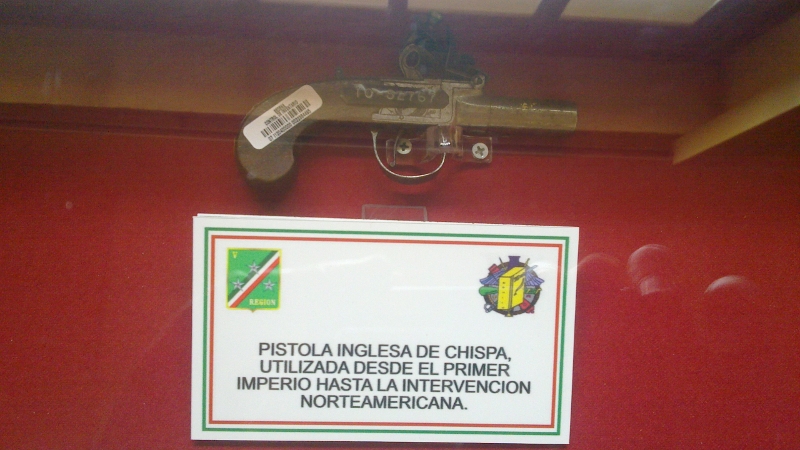 V
REGION
PISTOLA INGLESA DE CHISPA,
UTILIZADA DESDE EL PRIMER
IMPERIO HASTA LA INTERVENCION
NORTEAMERICANA.